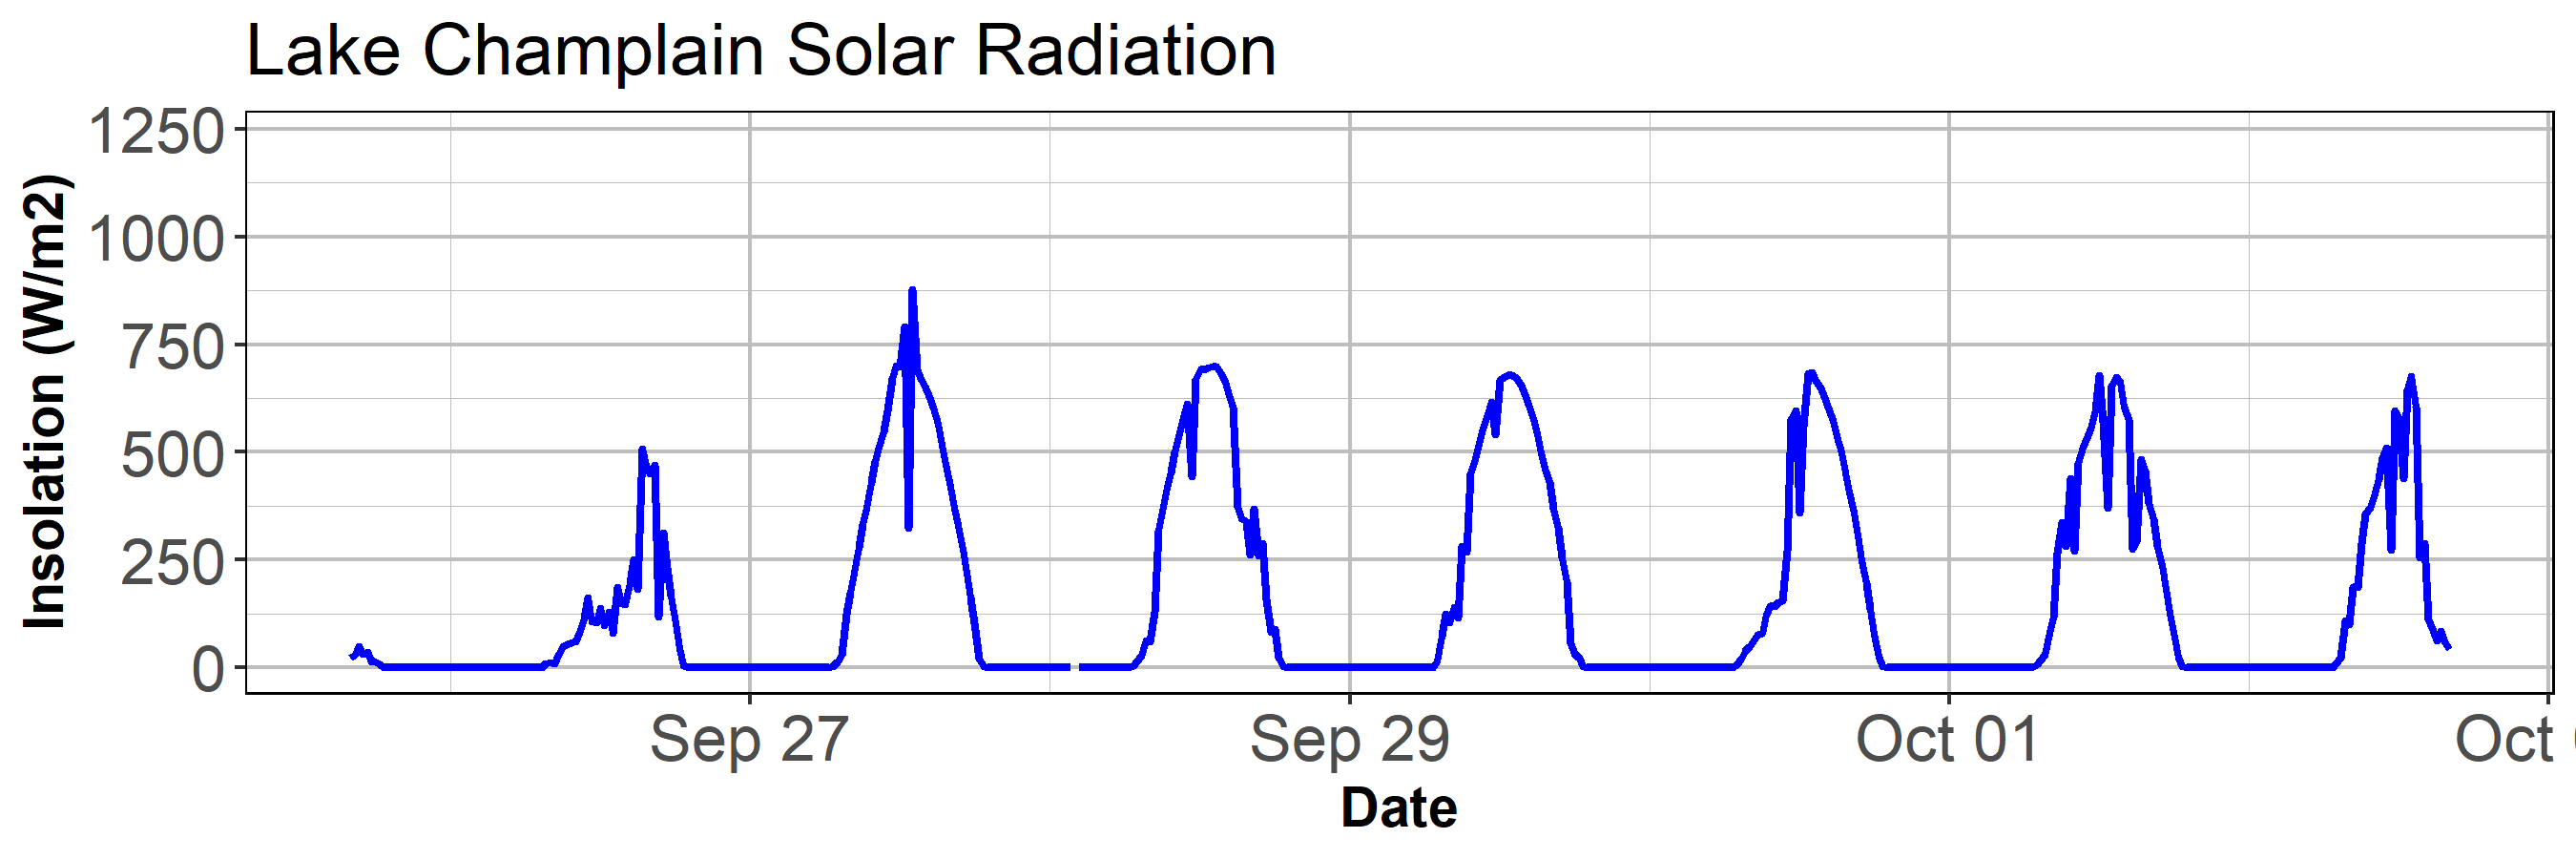 Lake Champlain Solar Radiation
1250
1000
750
500
250
0
Insolation (W/m2)
Sep 27
Sep 29
Oct 01
Oct
Date